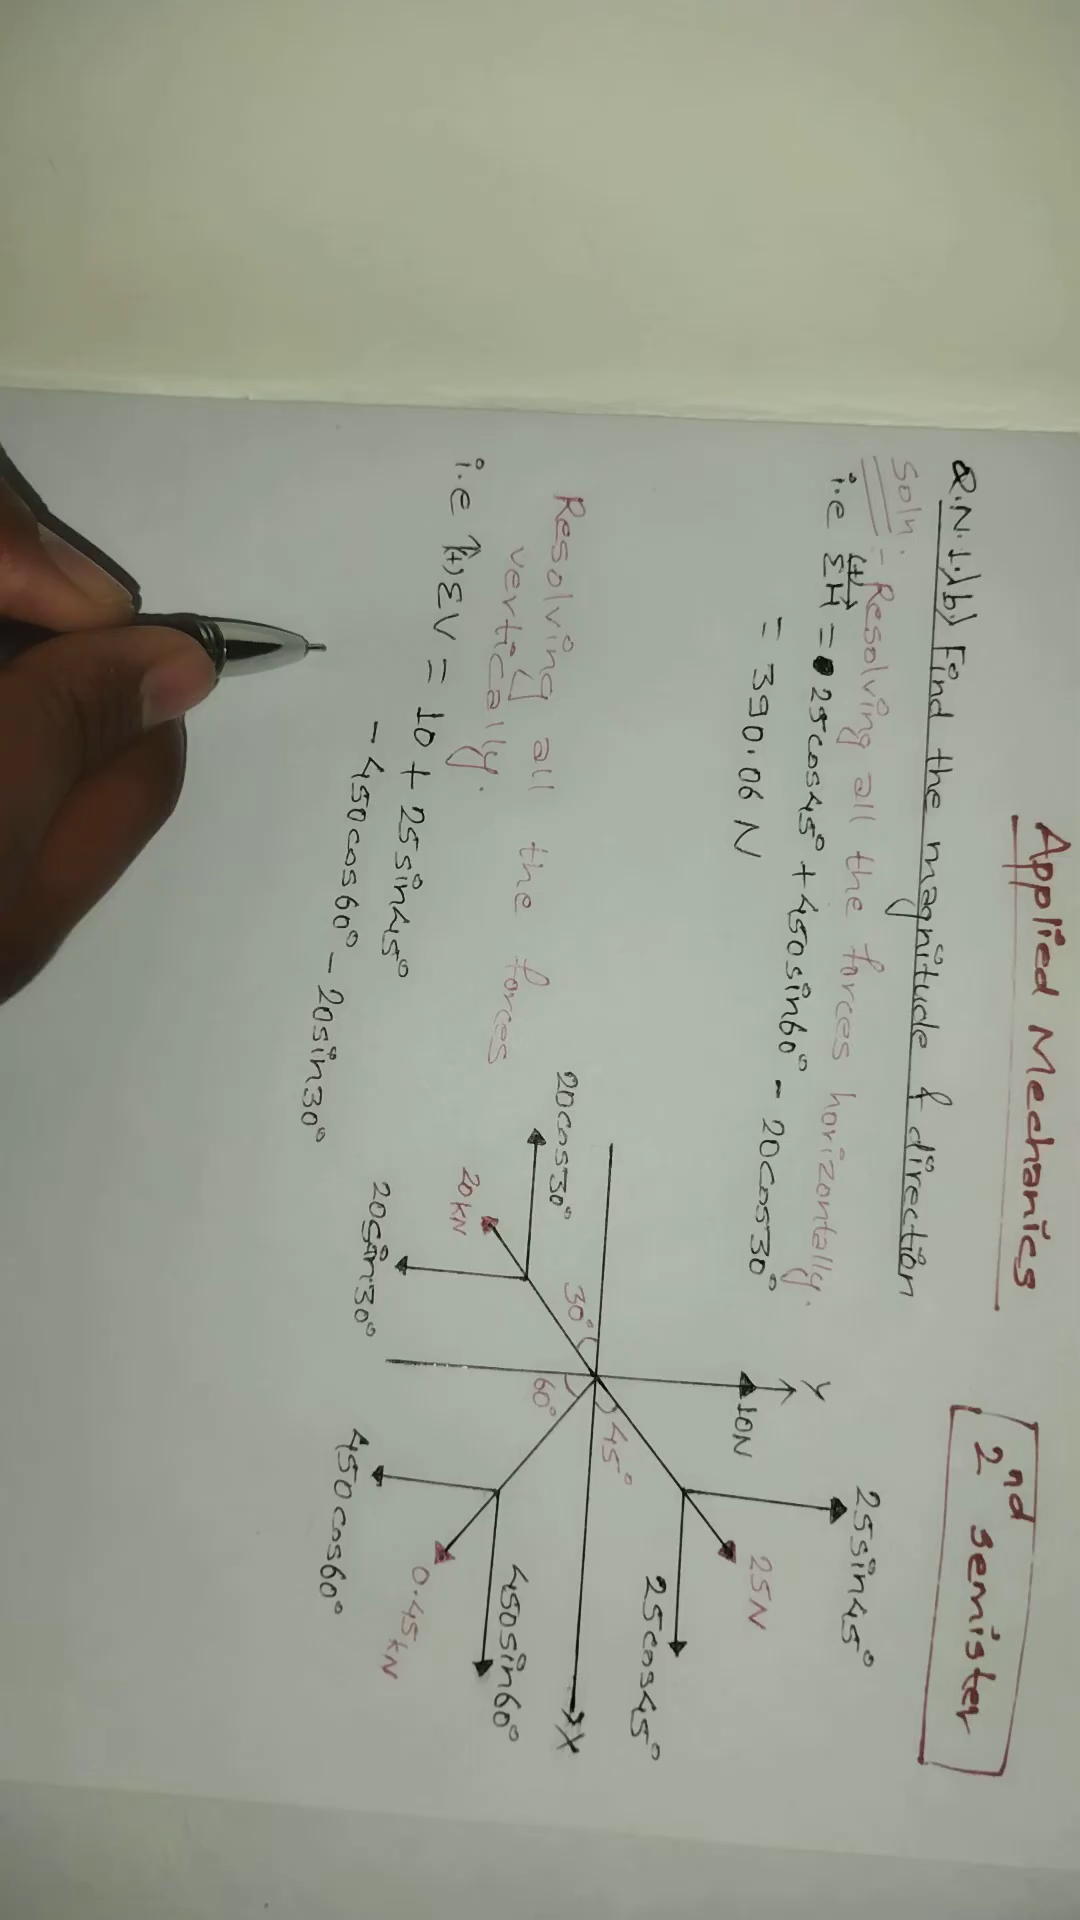 Applied Mechanics
2nd semister
Q.N.1.)b.) Find the magnitude & direction
Soln:- Resolving all the forces horizontally.
i.e (+)→ ΣH = 25cos45° + 450sin60° - 20cos30°
= 390.06 N
Resolving all the forces
vertically.
i.e ↑(+) ΣV = 10 + 25sin45°
- 450cos60° - 20sin30°
Y
10N
25sin45°
25N
25cos45°
45°
X
30°
60°
20cos30°
20KN
20sin30°
450sin60°
0.45KN
450cos60°